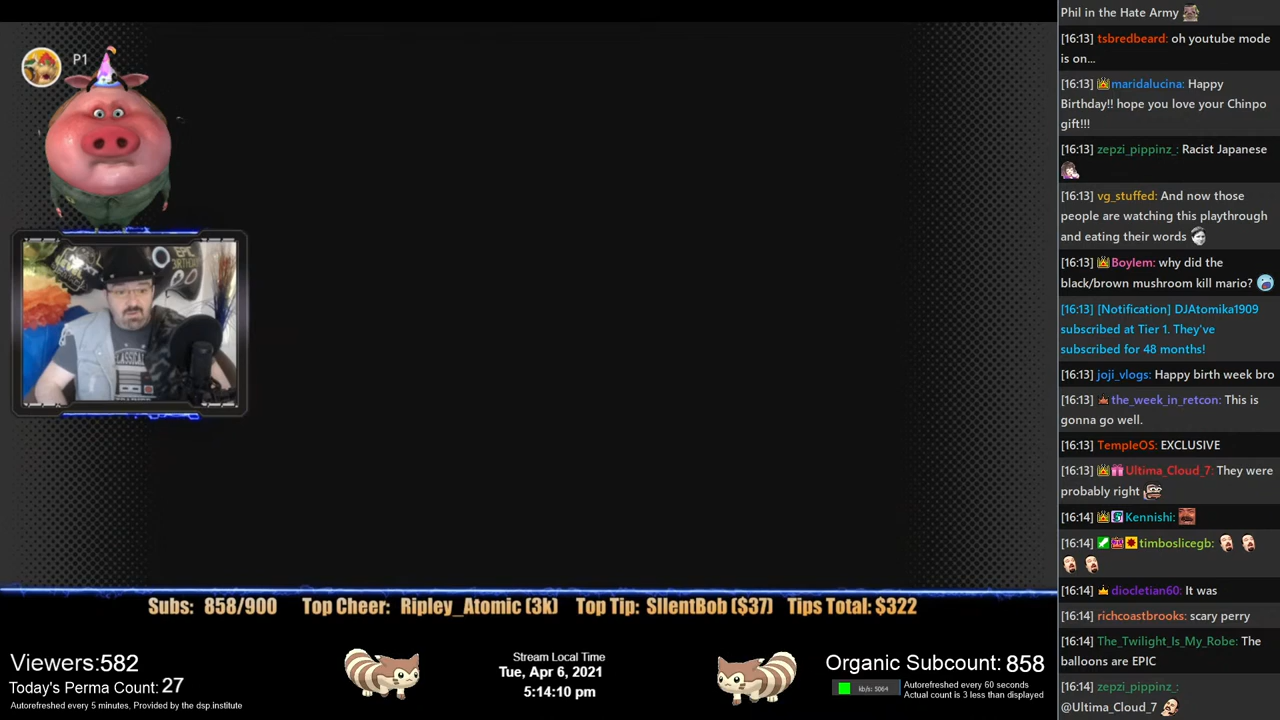 P1
EPIC
BIRTHDAY
Subs: 858/900 Top Cheer: Ripley_Atomic (3k) Top Tip: SIlentBob ($37) Tips Total: $322
Viewers:582
Today's Perma Count: 27
Autorefreshed every 5 minutes. Provided by the dsp.institute
Stream Local Time
Tue, Apr 6, 2021
5:14:10 pm
Organic Subcount: 858
kb/s: 5064
Autorefreshed every 60 seconds
Actual count is 3 less than displayed
Phil in the Hate Army
[16:13] tsbredbeard: oh youtube mode
is on...
[16:13] maridalucina: Happy
Birthday!! hope you love your Chinpo
gift!!!
[16:13] zepzi_pippinz_: Racist Japanese
[16:13] vg_stuffed: And now those
people are watching this playthrough
and eating their words
[16:13] Boylem: why did the
black/brown mushroom kill mario?
[16:13] [Notification] DJAtomika1909
subscribed at Tier 1. They've
subscribed for 48 months!
[16:13] joji_vlogs: Happy birth week bro
[16:13] the_week_in_retcon: This is
gonna go well.
[16:13] TempleOS: EXCLUSIVE
[16:13] Ultima_Cloud_7: They were
probably right
[16:14] Kennishi:
[16:14] timboslicegb:
[16:14] diocletian60: It was
[16:14] richcoastbrooks: scary perry
[16:14] The_Twilight_Is_My_Robe: The
balloons are EPIC
[16:14] zepzi_pippinz_:
@Ultima_Cloud_7